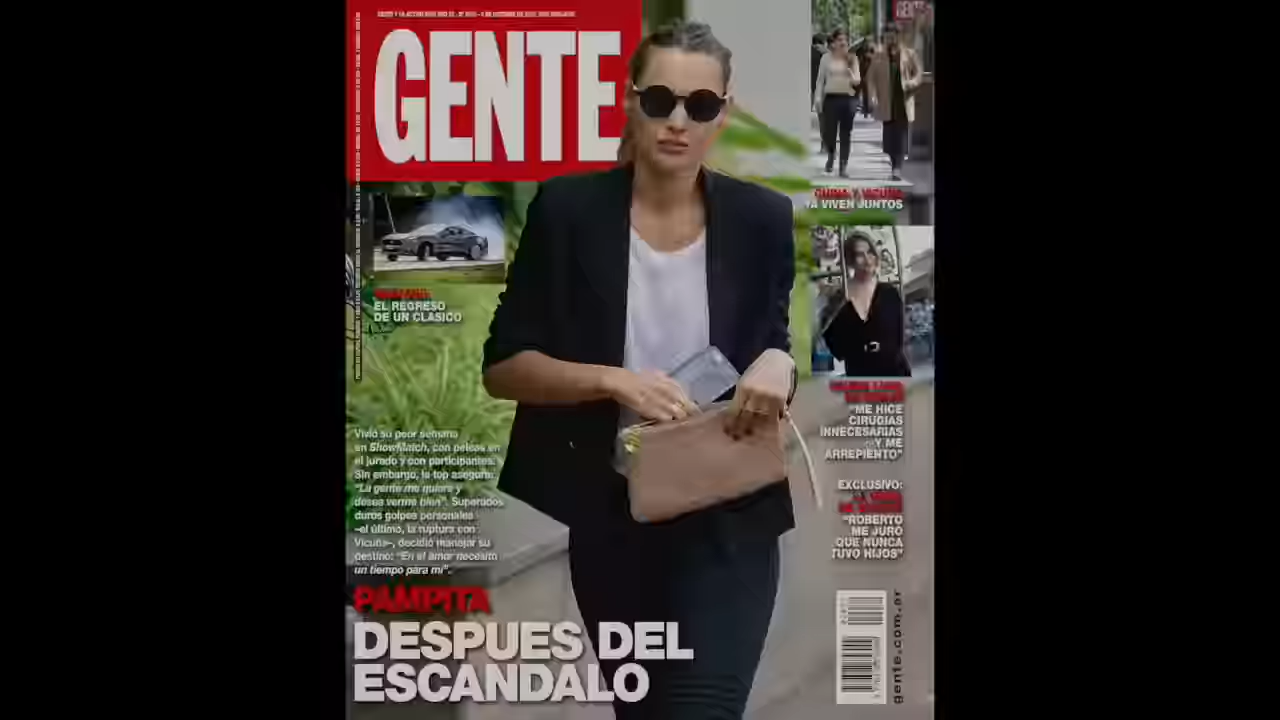 GENTE
YA VIVEN JUNTOS
EL REGRESO
DE UN CLASICO
"ME HICE
CIRUGIAS
INNECESARIAS
Y ME
ARREPIENTO"
EXCLUSIVO:
"ROBERTO
ME JURO
QUE NUNCA
TUVO HIJOS"
Vivió su peor semana
en ShowMatch, con peleas en
el jurado y con participantes.
Sin embargo, la top asegura:
"La gente me quiere y
desea verme bien". Superados
duros golpes personales
–el último, la ruptura con
Vicuña–, decidió manejar su
destino: "En el amor necesito
un tiempo para mí".
PAMPITA
DESPUES DEL
ESCANDALO
gente.com.ar